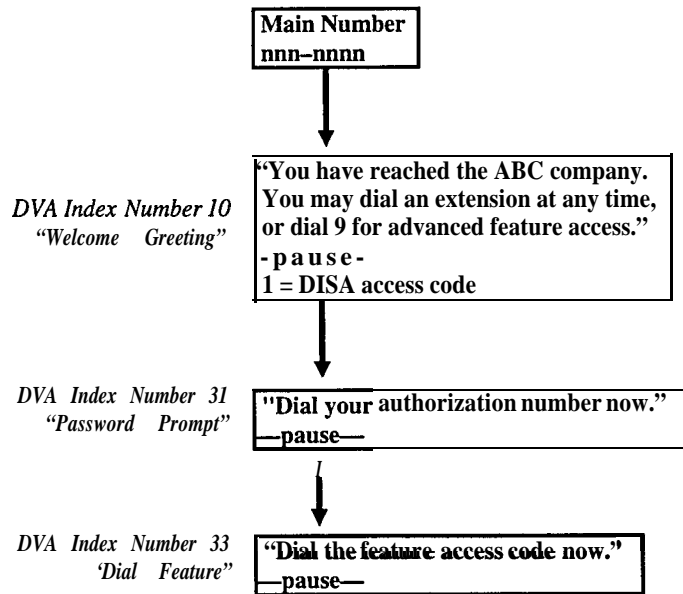 Main Number
nnn–nnnn
DVA Index Number 10
“Welcome Greeting”
“You have reached the ABC company.
You may dial an extension at any time,
or dial 9 for advanced feature access.”
-pause-
1 = DISA access code
DVA Index Number 31
“Password Prompt”
"Dial your authorization number now.”
—pause—
DVA Index Number 33
‘Dial Feature”
“Dial the feature access code now.”
—pause—